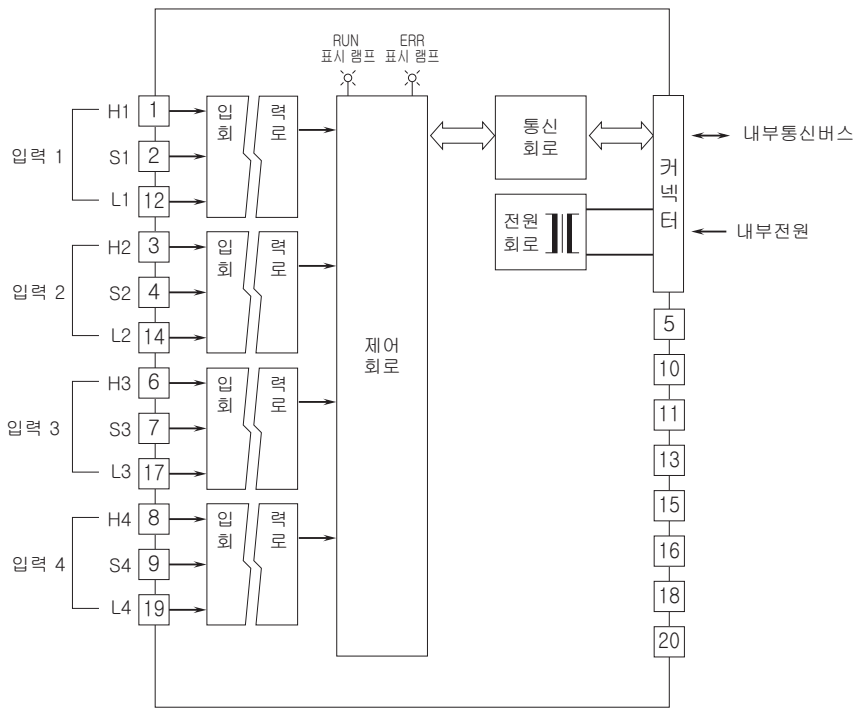 RUN
표시 램프
ERR
표시 램프
입력 1
H1 1
S1 2
L1 12
입 력
회 로
입력 2
H2 3
S2 4
L2 14
입 력
회 로
입력 3
H3 6
S3 7
L3 17
입 력
회 로
입력 4
H4 8
S4 9
L4 19
입 력
회 로
제어
회로
통신
회로
전원
회로
커
넥
터
내부통신버스
내부전원
5
10
11
13
15
16
18
20